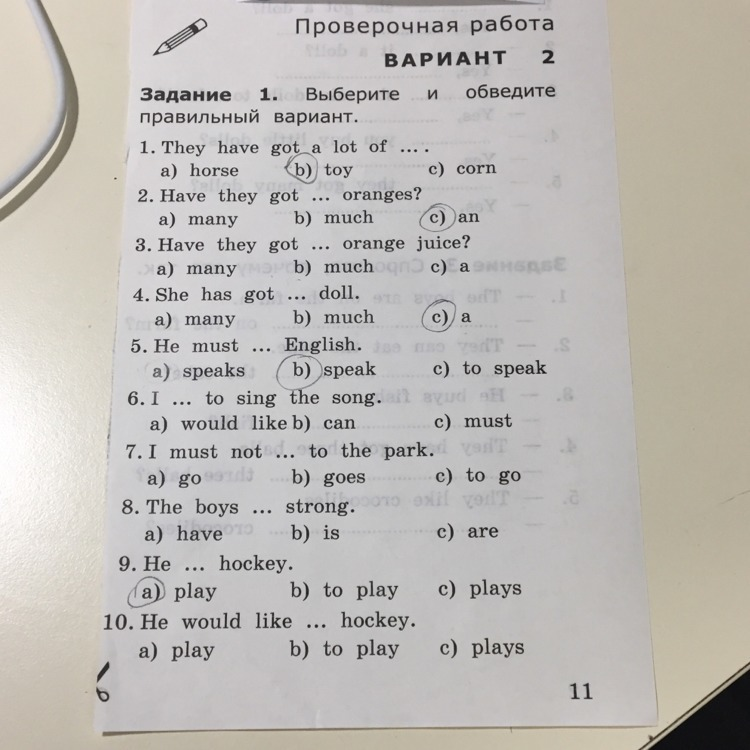 Проверочная работа
ВАРИАНТ 2
Задание 1. Выберите и обведите
правильный вариант.
1. They have got a lot of ... .
a) horse b) toy c) corn
2. Have they got ... oranges?
a) many b) much c) an
3. Have they got ... orange juice?
a) many b) much c) a
4. She has got ... doll.
a) many b) much c) a
5. He must ... English.
a) speaks b) speak c) to speak
6. I ... to sing the song.
a) would like b) can c) must
7. I must not ... to the park.
a) go b) goes c) to go
8. The boys ... strong.
a) have b) is c) are
9. He ... hockey.
a) play b) to play c) plays
10. He would like ... hockey.
a) play b) to play c) plays
11